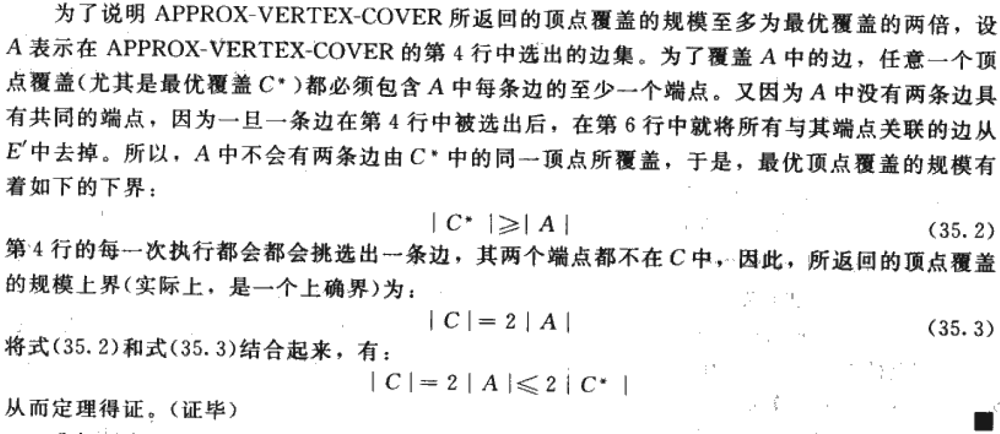 为了说明 APPROX-VERTEX-COVER 所返回的顶点覆盖的规模至多为最优覆盖的两倍，设
A 表示在 APPROX-VERTEX-COVER 的第 4 行中选出的边集。为了覆盖 A 中的边，任意一个顶
点覆盖(尤其是最优覆盖 C*)都必须包含 A 中每条边的至少一个端点。又因为 A 中没有两条边具
有共同的端点，因为一旦一条边在第 4 行中被选出后，在第 6 行中就将所有与其端点关联的边从
E′中去掉。所以，A 中不会有两条边由 C* 中的同一顶点所覆盖，于是，最优顶点覆盖的规模有
着如下的下界：
| C* |⩾| A | (35.2)
第 4 行的每一次执行都会都会挑选出一条边，其两个端点都不在 C 中，因此，所返回的顶点覆盖
的规模上界(实际上，是一个上确界)为：
| C |= 2 | A | (35.3)
将式(35.2)和式(35.3)结合起来，有：
| C |= 2 | A |⩽ 2 | C* |
从而定理得证。(证毕)
■